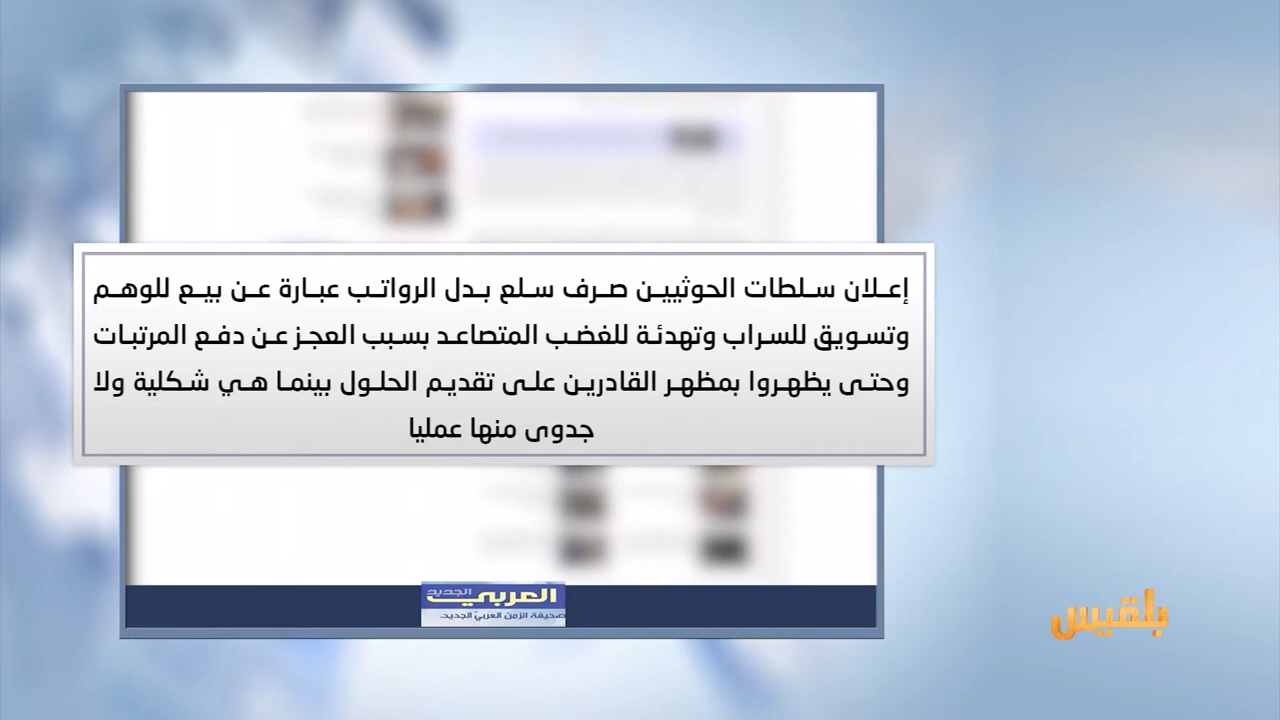 إعلان سلطات الحوثيين صرف سلع بدل الرواتب عبارة عن بيع للوهم
وتسويق للسراب وتهدئة للغضب المتصاعد بسبب العجز عن دفع المرتبات
وحتى يظهروا بمظهر القادرين على تقديم الحلول بينما هي شكلية ولا
جدوى منها عمليا
العربي الجديد
صحيفة الزمن العربيّ الجديد.
بلقيس